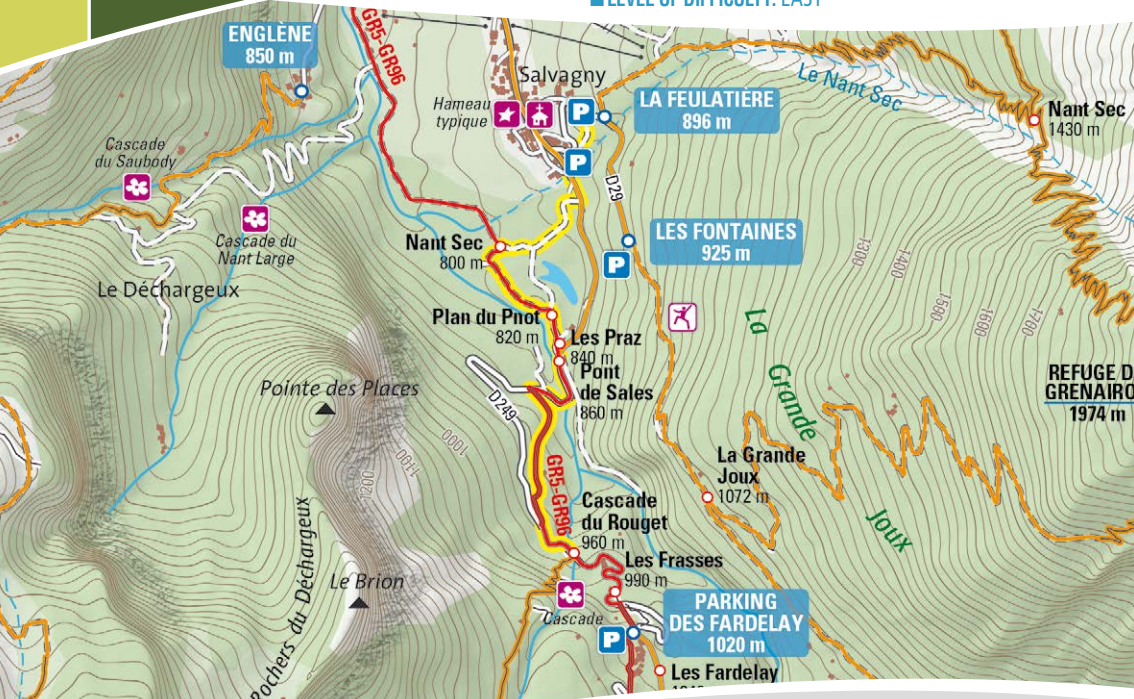 LEVEL OF DIFFICULTY: EASY
GR5-GR96
ENGLÈNE
850 m
Salvagny
Hameau
typique
P
P
LA FEULATIÈRE
896 m
Le Nant Sec
Nant Sec
1430 m
Cascade
du Saubody
D29
Cascade du
Nant Large
Nant Sec
800 m
LES FONTAINES
925 m
P
Le Déchargeux
1300
1400
1500
1600
1700
Plan du Pnot
820 m
Les Praz
840 m
Pont
de Sales
860 m
La
Grande
Joux
REFUGE D
GRENAIRO
1974 m
Pointe des Places
D249
1000
1100
1200
GR5-GR96
La Grande
Joux
1072 m
Cascade
du Rouget
960 m
Les Frasses
990 m
Rochers du Déchargeux
Le Brion
Cascade
P
PARKING
DES FARDELAY
1020 m
Les Fardelay